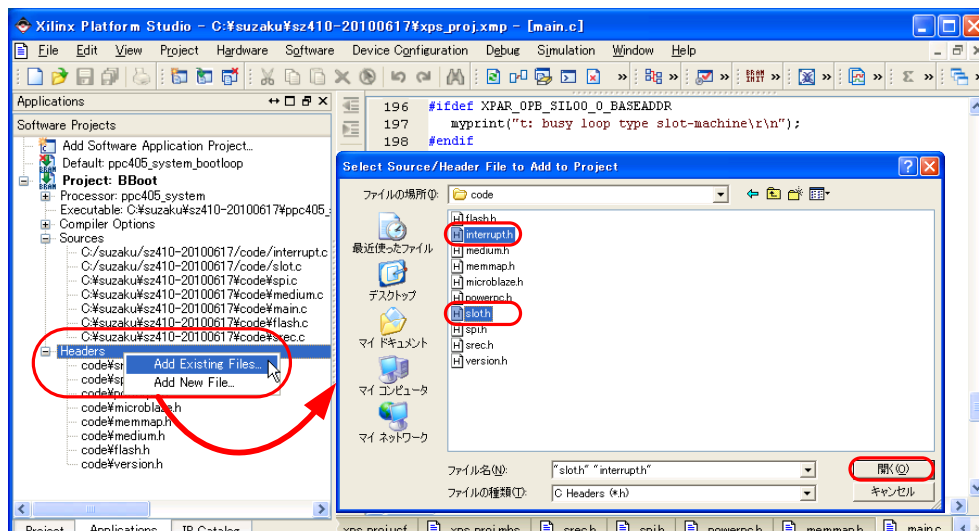 Xilinx Platform Studio - C:¥suzaku¥sz410-20100617¥xps_proj.xmp - [main.c]
File Edit View Project Hardware Software Device Configuration Debug Simulation Window Help
Applications
Software Projects
Add Software Application Project...
Default: ppc405_system_bootloop
Project: BBoot
Processor: ppc405_system
Executable: C:¥suzaku¥sz410-20100617¥ppc405_
Compiler Options
Sources
C:/suzaku/sz410-20100617/code/interrupt.c
C:/suzaku/sz410-20100617/code/slot.c
C:¥suzaku¥sz410-20100617¥code¥spi.c
C:¥suzaku¥sz410-20100617¥code¥medium.c
C:¥suzaku¥sz410-20100617¥code¥main.c
C:¥suzaku¥sz410-20100617¥code¥flash.c
C:¥suzaku¥sz410-20100617¥code¥srec.c
Headers
code¥sr
code¥sp
code¥microblaze.h
code¥memmap.h
code¥medium.h
code¥flash.h
code¥version.h
Add Existing Files...
Add New File...
Project Applications IP Catalog
196 #ifdef XPAR_OPB_SIL00_0_BASEADDR
197 myprint("t: busy loop type slot-machine\r\n");
198 #endif
Select Source/Header File to Add to Project
ファイルの場所(I): code
最近使ったファイル
デスクトップ
マイ ドキュメント
マイ コンピュータ
マイ ネットワーク
flash.h
interrupt.h
medium.h
memmap.h
microblaze.h
powerpc.h
slot.h
spi.h
srec.h
version.h
ファイル名(N): "slot.h" "interrupt.h" 開く(O)
ファイルの種類(T): C Headers (*.h) キャンセル
xps_proj.ucf xps_proj.mhs srec.h spi.h powerpc.h memmap.h main.c